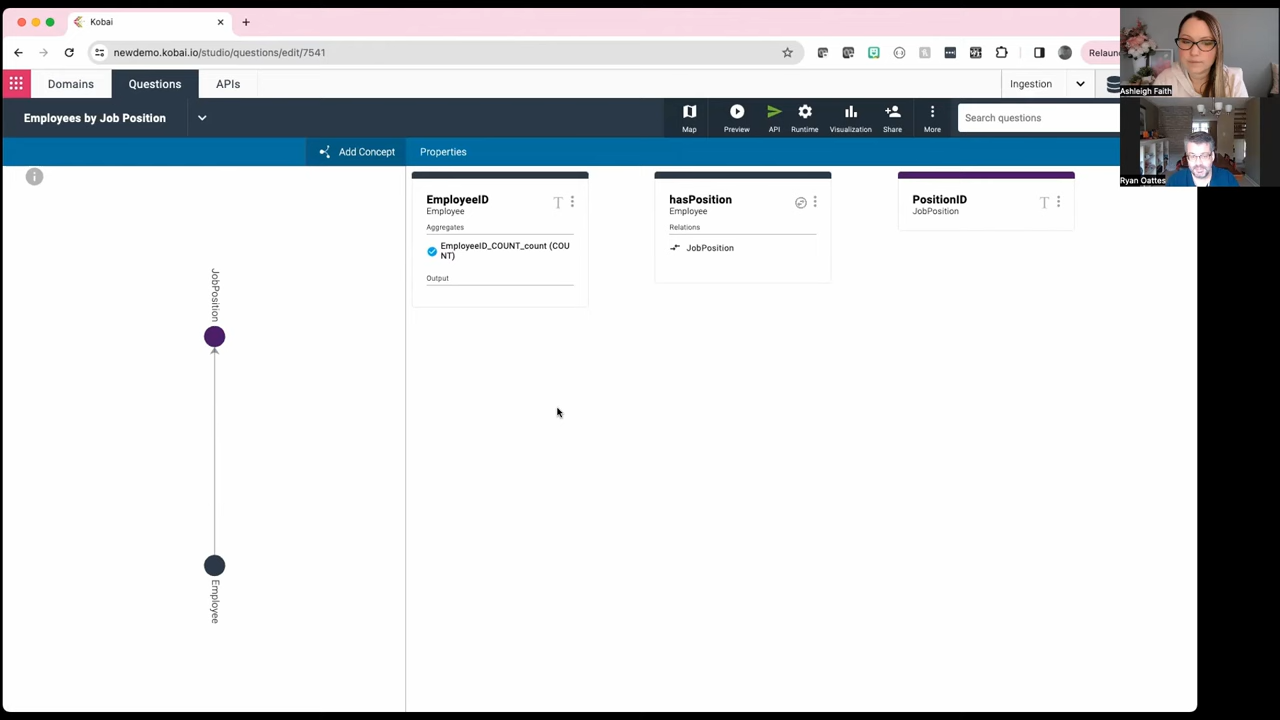 Kobai
newdemo.kobai.io/studio/questions/edit/7541
Relaun
Domains
Questions
APIs
Ingestion
Ashleigh Faith
Employees by Job Position
Map
Preview
API
Runtime
Visualization
Share
More
Search questions
Ryan Oattes
Add Concept
Properties
EmployeeID
Employee
Aggregates
EmployeeID_COUNT_count (COU
NT)
Output
hasPosition
Employee
Relations
JobPosition
PositionID
JobPosition
JobPosition
Employee